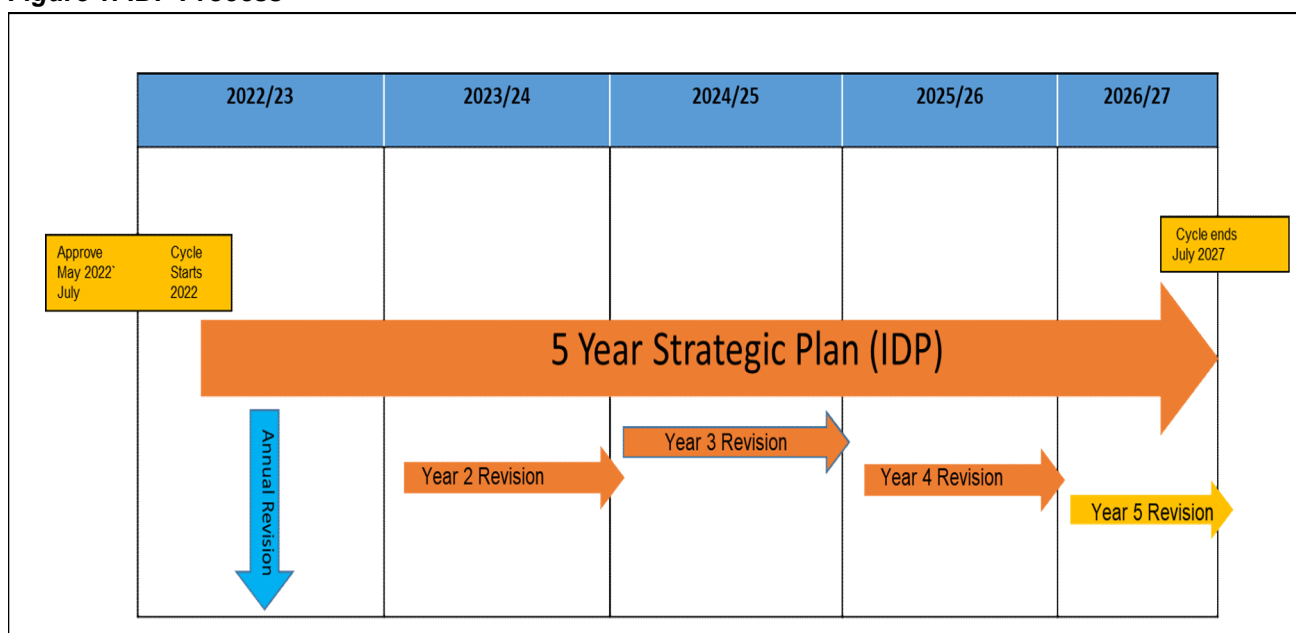 2022/23 2023/24 2024/25 2025/26 2026/27
Approve Cycle
May 2022` Starts
July 2022
Cycle ends
July 2027
5 Year Strategic Plan (IDP)
Annual Revision
Year 2 Revision
Year 3 Revision
Year 4 Revision
Year 5 Revision